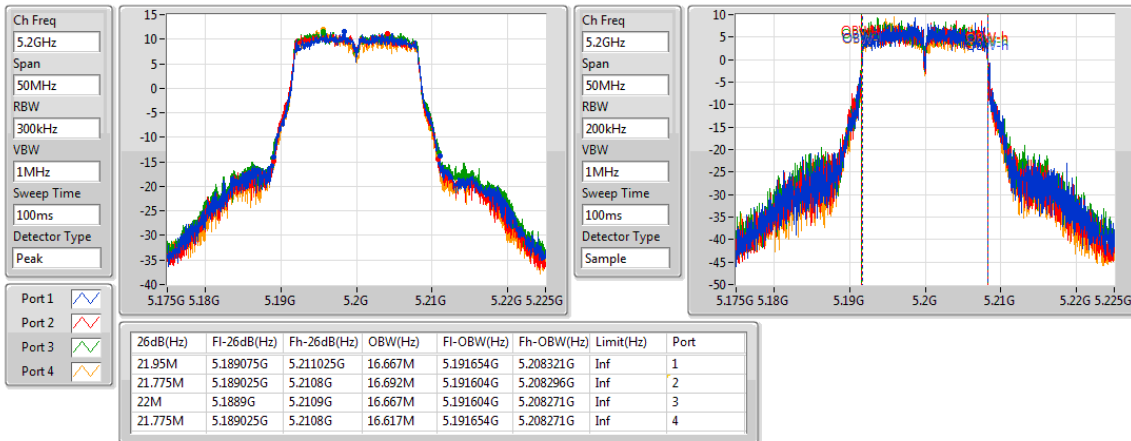 Ch Freq
5.2GHz
Span
50MHz
RBW
300kHz
VBW
1MHz
Sweep Time
100ms
Detector Type
Peak
15
10
5
0
-5
-10
-15
-20
-25
-30
-35
-40
5.175G 5.18G 5.19G 5.2G 5.21G 5.22G 5.225G
Ch Freq
5.2GHz
Span
50MHz
RBW
200kHz
VBW
1MHz
Sweep Time
100ms
Detector Type
Sample
10
5
0
-5
-10
-15
-20
-25
-30
-35
-40
-45
-50
5.175G 5.18G 5.19G 5.2G 5.21G 5.22G 5.225G
Port 1
Port 2
Port 3
Port 4
26dB(Hz) Fl-26dB(Hz) Fh-26dB(Hz) OBW(Hz) Fl-OBW(Hz) Fh-OBW(Hz) Limit(Hz) Port
21.95M 5.189075G 5.211025G 16.667M 5.191654G 5.208321G Inf 1
21.775M 5.189025G 5.2108G 16.692M 5.191604G 5.208296G Inf 2
22M 5.1889G 5.2109G 16.667M 5.191604G 5.208271G Inf 3
21.775M 5.189025G 5.2108G 16.617M 5.191654G 5.208271G Inf 4